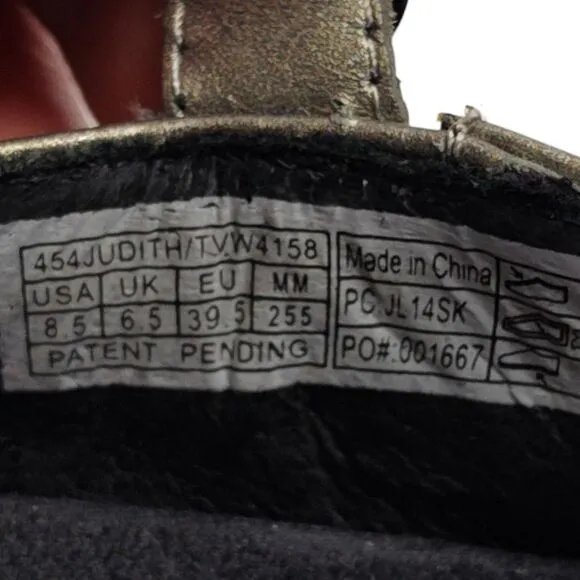 454JUDITH/TVW4158
USA UK EU MM
8.5 6.5 39.5 255
PATENT PENDING
Made in China
PC JL14SK
PO#:001667